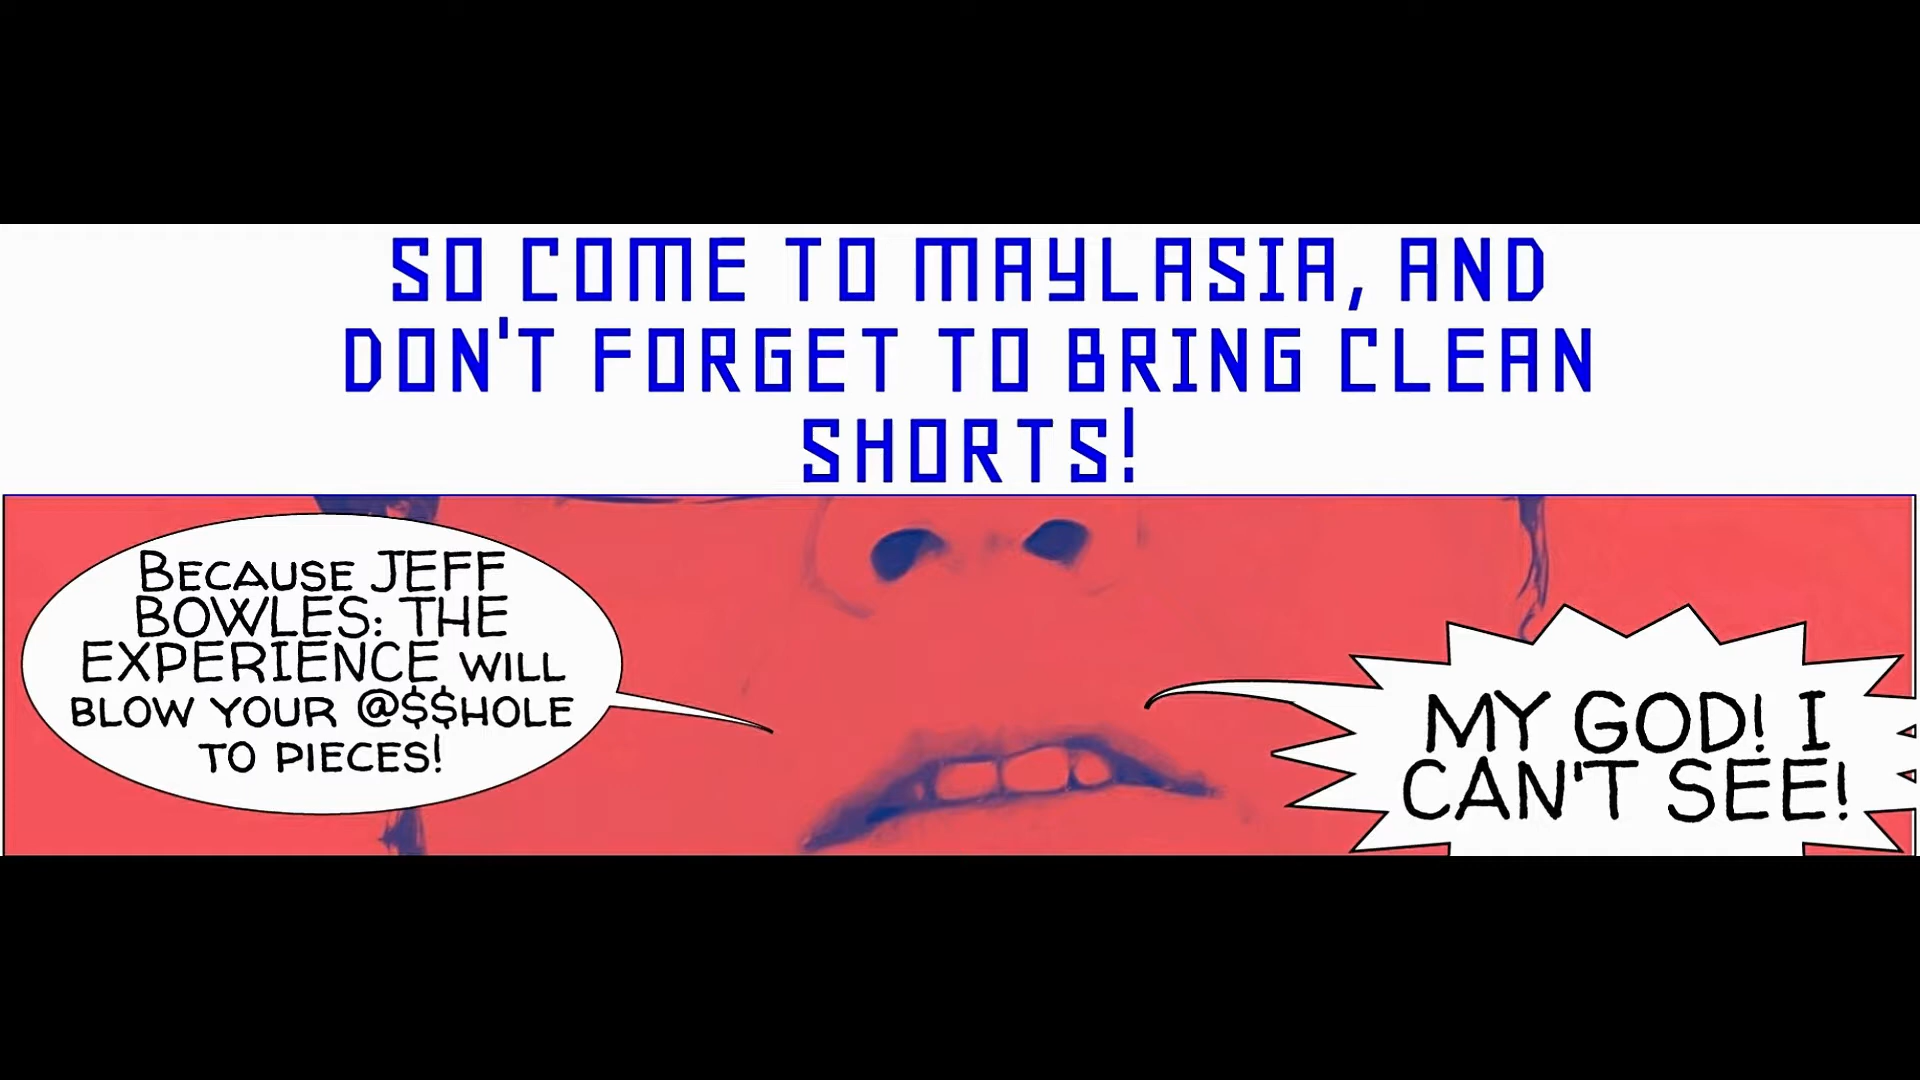 SO COME TO MAYLASIA, AND
DON'T FORGET TO BRING CLEAN
SHORTS!
BECAUSE JEFF
BOWLES: THE
EXPERIENCE WILL
BLOW YOUR @$$HOLE
TO PIECES!
MY GOD! I
CAN'T SEE!